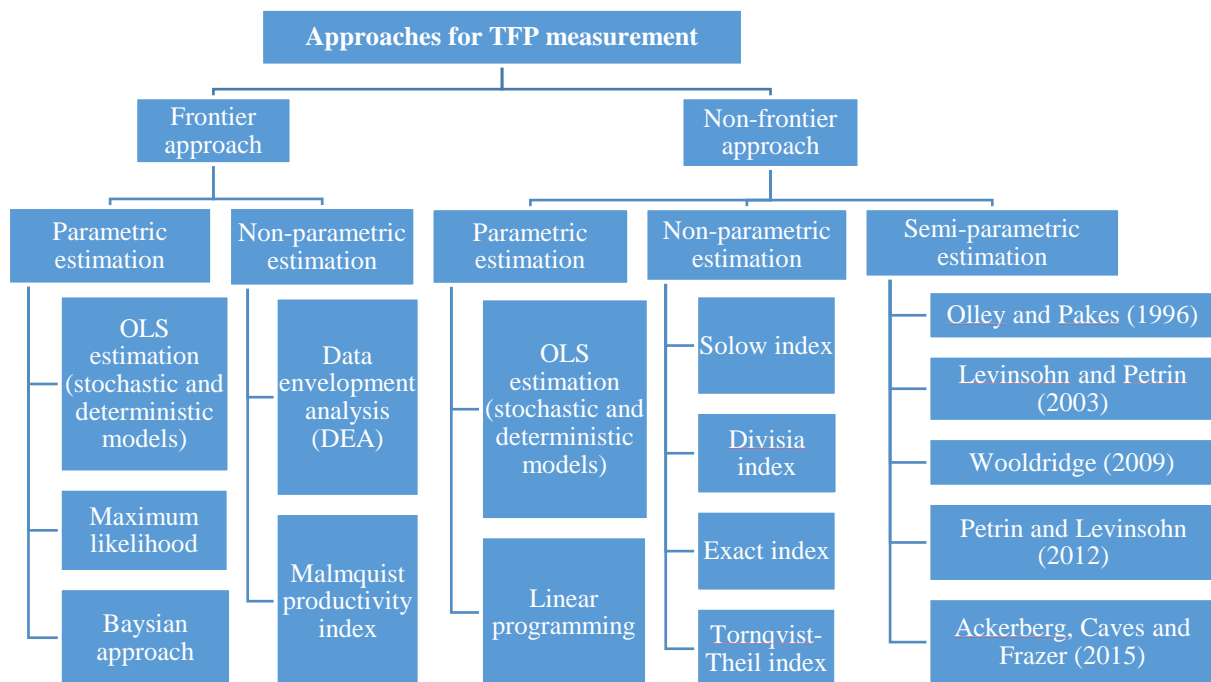 Approaches for TFP measurement
Frontier
approach
Non-frontier
approach
Parametric
estimation
Non-parametric
estimation
Parametric
estimation
Non-parametric
estimation
Semi-parametric
estimation
OLS
estimation
(stochastic and
deterministic
models)
Maximum
likelihood
Baysian
approach
Data
envelopment
analysis
(DEA)
Malmquist
productivity
index
OLS
estimation
(stochastic and
deterministic
models)
Linear
programming
Solow index
Divisia
index
Exact index
Tornqvist-
Theil index
Olley and Pakes (1996)
Levinsohn and Petrin
(2003)
Wooldridge (2009)
Petrin and Levinsohn
(2012)
Ackerberg, Caves and
Frazer (2015)